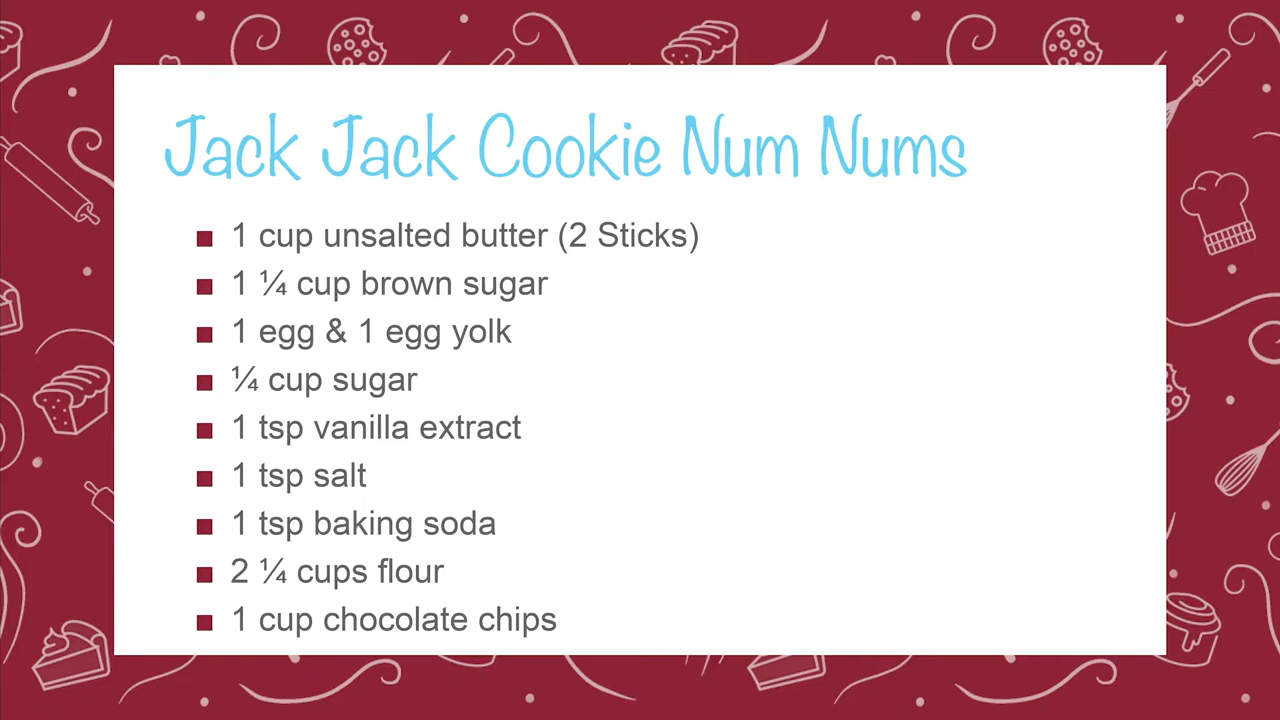 Jack Jack Cookie Num Nums
■ 1 cup unsalted butter (2 Sticks)
■ 1 ¼ cup brown sugar
■ 1 egg & 1 egg yolk
■ ¼ cup sugar
■ 1 tsp vanilla extract
■ 1 tsp salt
■ 1 tsp baking soda
■ 2 ¼ cups flour
■ 1 cup chocolate chips